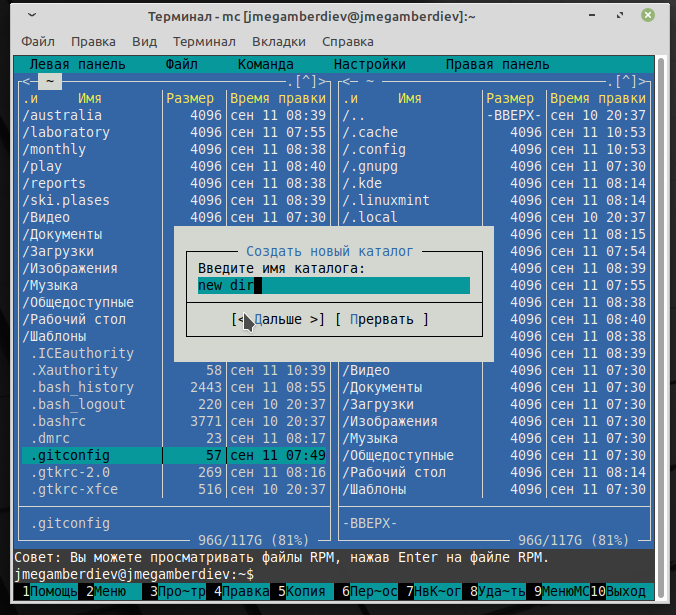 Терминал - mc [jmegamberdiev@jmegamberdiev]:~
Файл Правка Вид Терминал Вкладки Справка
Левая панель Файл Команда Настройки Правая панель
<─ ~ .[^]> <─ ~ .[^]>
.и Имя Размер Время правки .и Имя Размер Время правки
/australia 4096 сен 11 08:39 /.. -ВВЕРХ- сен 10 20:37
/laboratory 4096 сен 11 07:55 /.cache 4096 сен 11 10:53
/monthly 4096 сен 11 08:38 /.config 4096 сен 11 10:53
/play 4096 сен 11 08:40 /.gnupg 4096 сен 11 07:30
/reports 4096 сен 11 08:38 /.kde 4096 сен 11 08:14
/ski.plases 4096 сен 11 08:39 /.linuxmint 4096 сен 11 08:14
/Видео 4096 сен 11 07:30 /.local 4096 сен 10 20:37
/Документы 4096 сен 11 08:15
/Загрузки 4096 сен 11 07:54
/Изображения 4096 сен 11 08:39
/Музыка 4096 сен 11 07:55
/Общедоступные 4096 сен 11 08:38
/Рабочий стол 4096 сен 11 08:40
/Шаблоны 4096 сен 11 08:38
.ICEauthority 4096 сен 11 08:39
Создать новый каталог
Введите имя каталога:
new dir
[< Дальше >] [ Прервать ]
.Xauthority 58 сен 11 10:39 /Видео 4096 сен 11 07:30
.bash_history 2443 сен 11 08:55 /Документы 4096 сен 11 07:30
.bash_logout 220 сен 10 20:37 /Загрузки 4096 сен 11 07:30
.bashrc 3771 сен 10 20:37 /Изображения 4096 сен 11 07:30
.dmrc 23 сен 11 08:17 /Музыка 4096 сен 11 07:30
.gitconfig 57 сен 11 07:49 /Общедоступные 4096 сен 11 07:30
.gtkrc-2.0 269 сен 11 08:16 /Рабочий стол 4096 сен 11 08:14
.gtkrc-xfce 516 сен 10 20:37 /Шаблоны 4096 сен 11 07:30
.gitconfig -ВВЕРХ-
96G/117G (81%) 96G/117G (81%)
Совет: Вы можете просматривать файлы RPM, нажав Enter на файле RPM.
jmegamberdiev@jmegamberdiev:~$
1Помощь 2Меню 3Про~тр 4Правка 5Копия 6Пер~ос 7НвК~ог 8Уда~ть 9МенюMC 10Выход